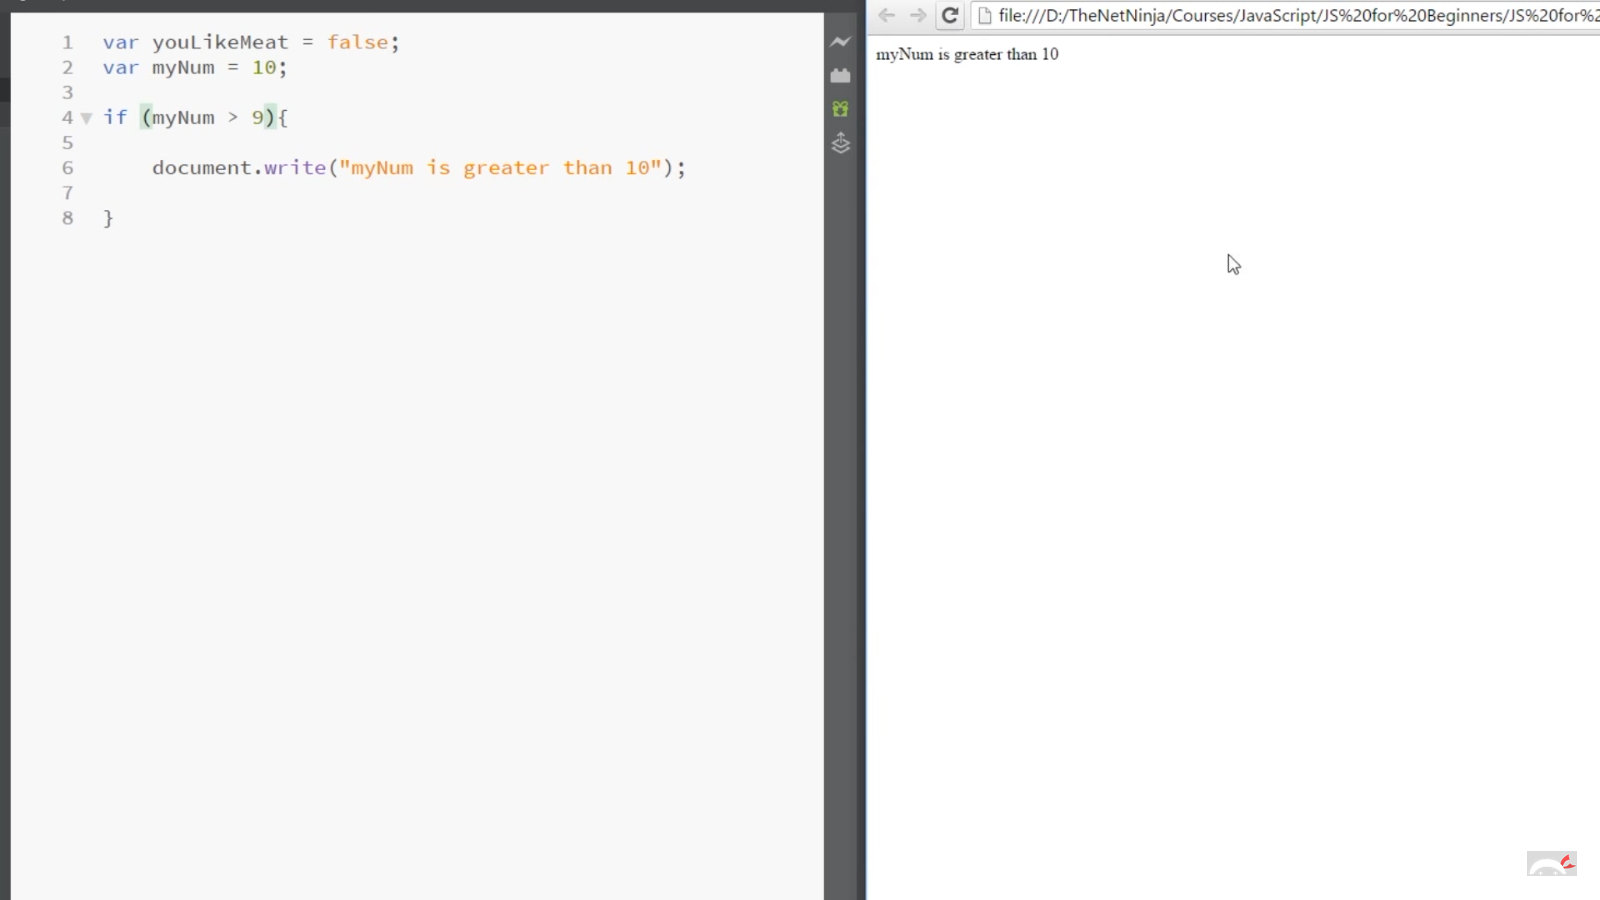 1 var youLikeMeat = false;
2 var myNum = 10;
3
4 if (myNum > 9){
5
6 document.write("myNum is greater than 10");
7
8 }
file:///D:/TheNetNinja/Courses/JavaScript/JS%20for%20Beginners/JS%20for%2
myNum is greater than 10